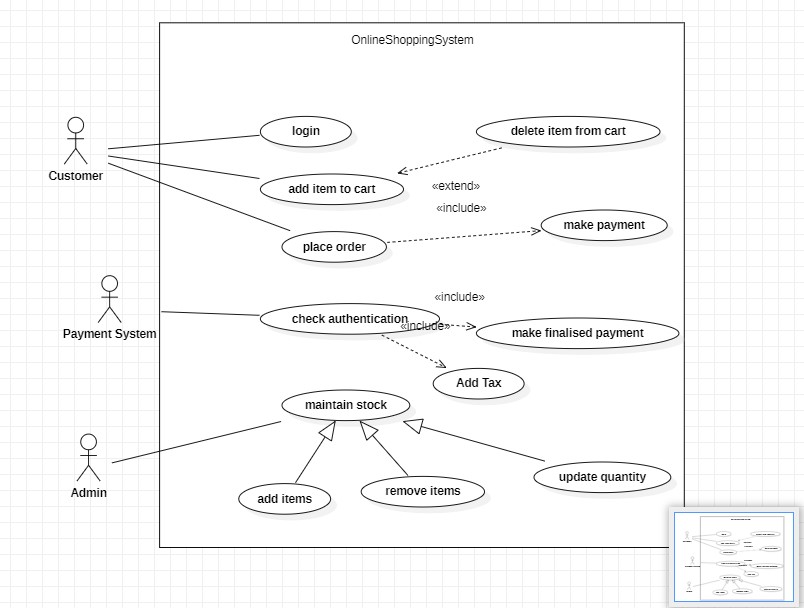 OnlineShoppingSystem
login
delete item from cart
Customer
add item to cart
«extend»
«include»
place order
make payment
«include»
Payment System
check authentication
«include»
make finalised payment
Add Tax
maintain stock
Admin
add items
remove items
update quantity